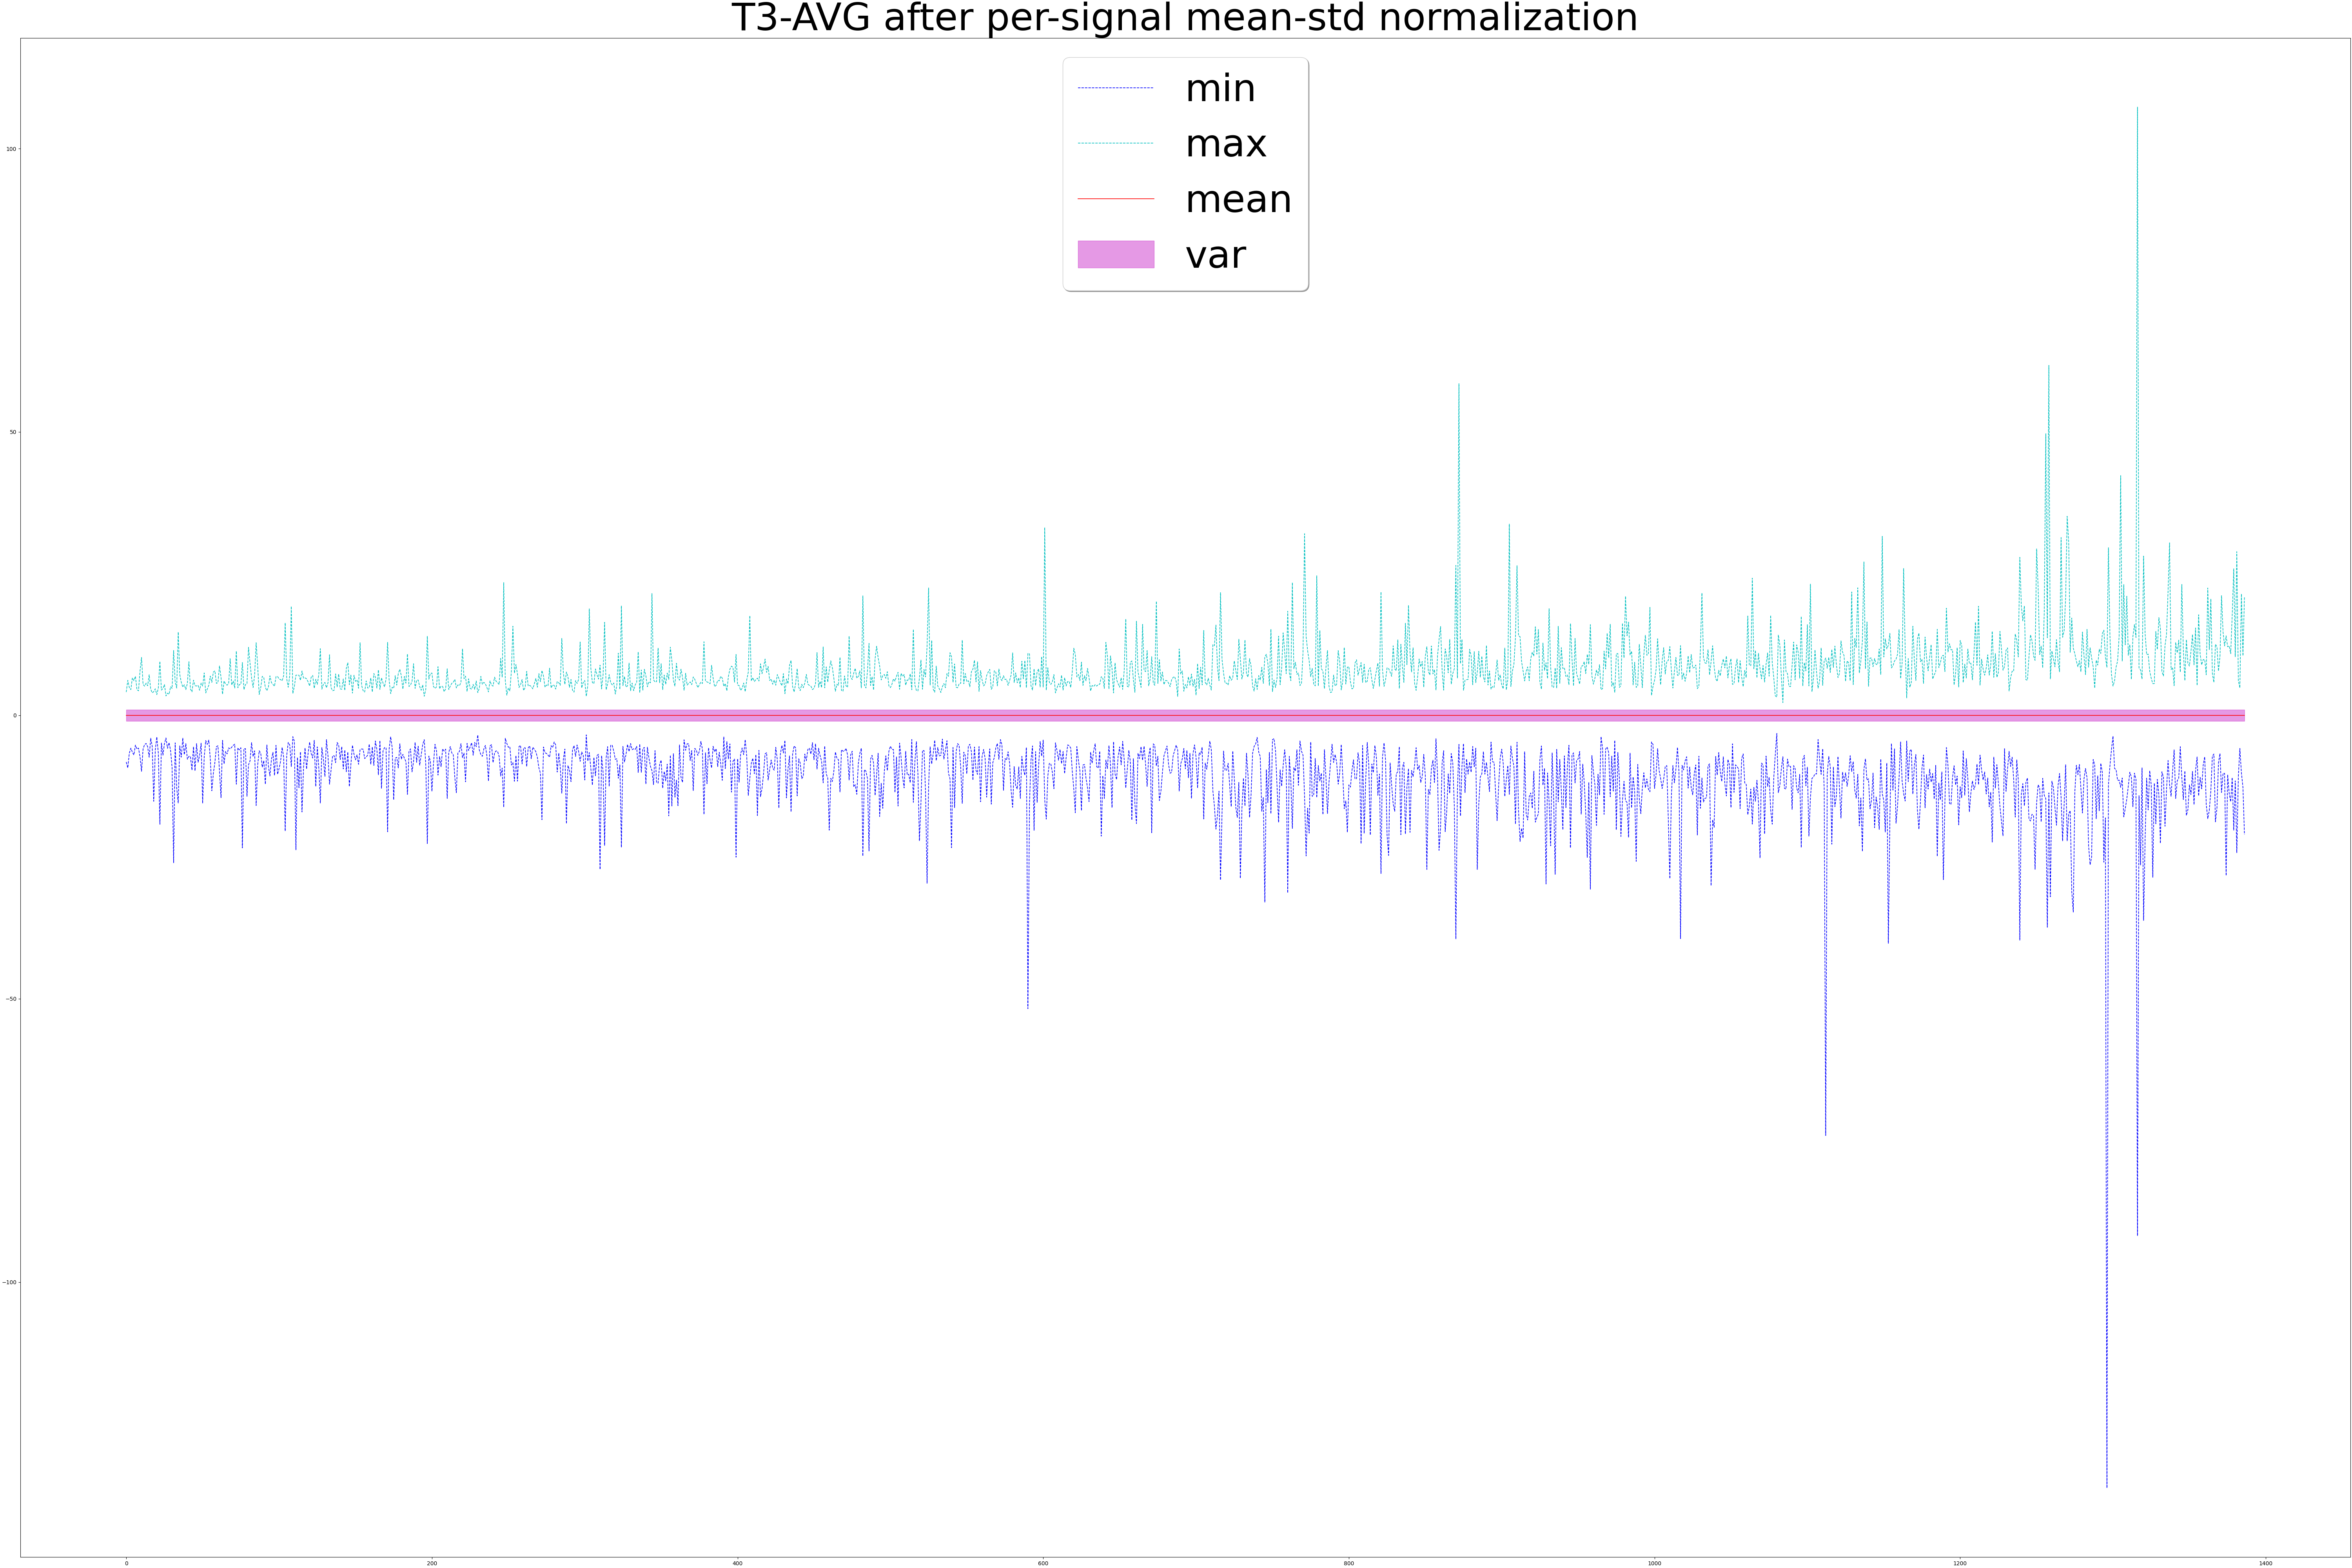 T3-AVG after per-signal mean-std normalization
min
max
mean
var
100
50
0
−50
−100
0 200 400 600 800 1000 1200 1400